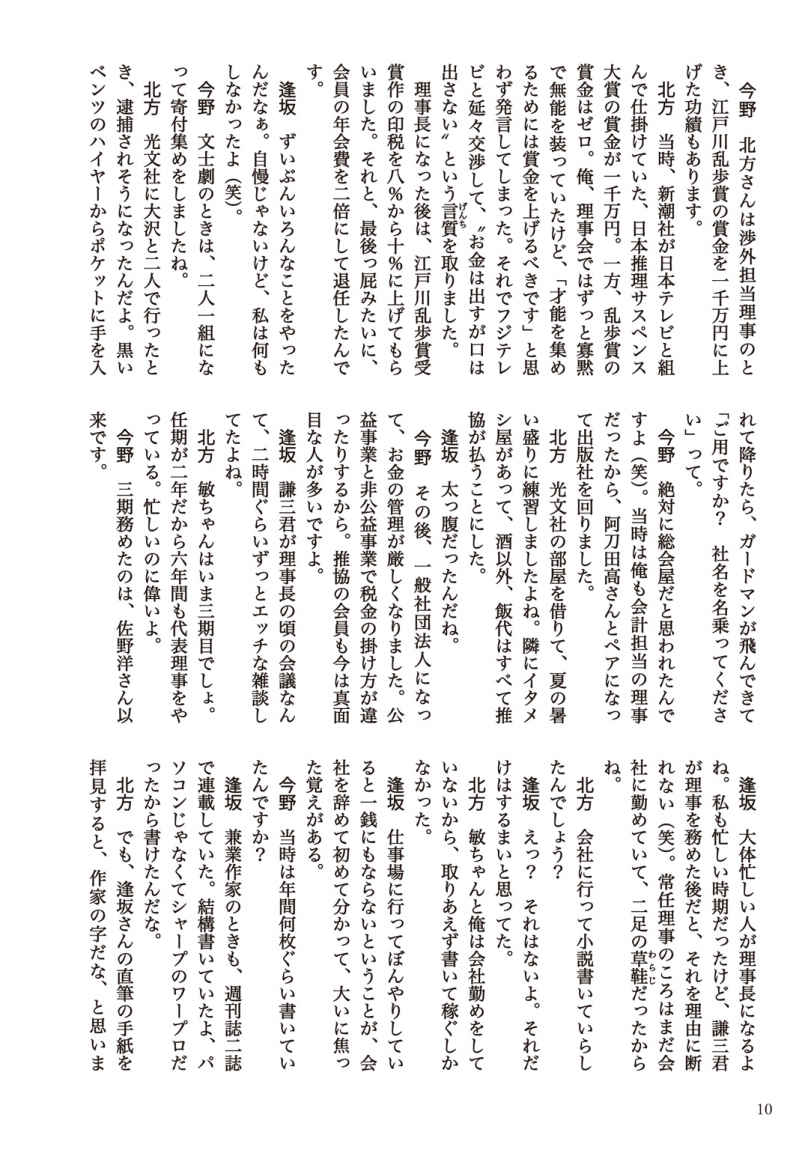 今野　北方さんは渉外担当理事のと
き、江戸川乱歩賞の賞金を一千万円に上
げた功績もあります。
北方　当時、新潮社が日本テレビと組
んで仕掛けていた、日本推理サスペンス
大賞の賞金が一千万円。一方、乱歩賞の
賞金はゼロ。俺、理事会ではずっと寡黙
で無能を装っていたけど、「才能を集め
るためには賞金を上げるべきです」と思
わず発言してしまった。それでフジテレ
ビと延々交渉して、〝お金は出すが口は
出さない〟という言質げんちを取りました。
理事長になった後は、江戸川乱歩賞受
賞作の印税を八％から十％に上げてもら
いました。それと、最後っ屁みたいに、
会員の年会費を二倍にして退任したんで
す。
逢坂　ずいぶんいろんなことをやった
んだなぁ。自慢じゃないけど、私は何も
しなかったよ（笑）。
今野　文士劇のときは、二人一組にな
って寄付集めをしましたね。
北方　光文社に大沢と二人で行ったと
き、逮捕されそうになったんだよ。黒い
ベンツのハイヤーからポケットに手を入
れて降りたら、ガードマンが飛んできて
「ご用ですか？　社名を名乗ってくださ
い」って。
今野　絶対に総会屋だと思われたんで
すよ（笑）。当時は俺も会計担当の理事
だったから、阿刀田高さんとペアになっ
て出版社を回りました。
北方　光文社の部屋を借りて、夏の暑
い盛りに練習しましたよね。隣にイタメ
シ屋があって、酒以外、飯代はすべて推
協が払うことにした。
逢坂　太っ腹だったんだね。
今野　その後、一般社団法人になっ
て、お金の管理が厳しくなりました。公
益事業と非公益事業で税金の掛け方が違
ったりするから。推協の会員も今は真面
目な人が多いですよ。
逢坂　謙三君が理事長の頃の会議なん
て、二時間ぐらいずっとエッチな雑談し
てたよね。
北方　敏ちゃんはいま三期目でしょ。
任期が二年だから六年間も代表理事をや
っている。忙しいのに偉いよ。
今野　三期務めたのは、佐野洋さん以
来です。
逢坂　大体忙しい人が理事長になるよ
ね。私も忙しい時期だったけど、謙三君
が理事を務めた後だと、それを理由に断
れない（笑）。常任理事のころはまだ会
社に勤めていて、二足の草鞋わらじだったから
ね。
北方　会社に行って小説書いていらし
たんでしょう？
逢坂　えっ？　それはないよ。それだ
けはするまいと思ってた。
北方　敏ちゃんと俺は会社勤めをして
いないから、取りあえず書いて稼ぐしか
なかった。
逢坂　仕事場に行ってぼんやりしてい
ると一銭にもならないということが、会
社を辞めて初めて分かって、大いに焦っ
た覚えがある。
今野　当時は年間何枚ぐらい書いてい
たんですか？
逢坂　兼業作家のときも、週刊誌二誌
で連載していた。結構書いていたよ、パ
ソコンじゃなくてシャープのワープロだ
ったから書けたんだな。
北方　でも、逢坂さんの直筆の手紙を
拝見すると、作家の字だな、と思いま
10